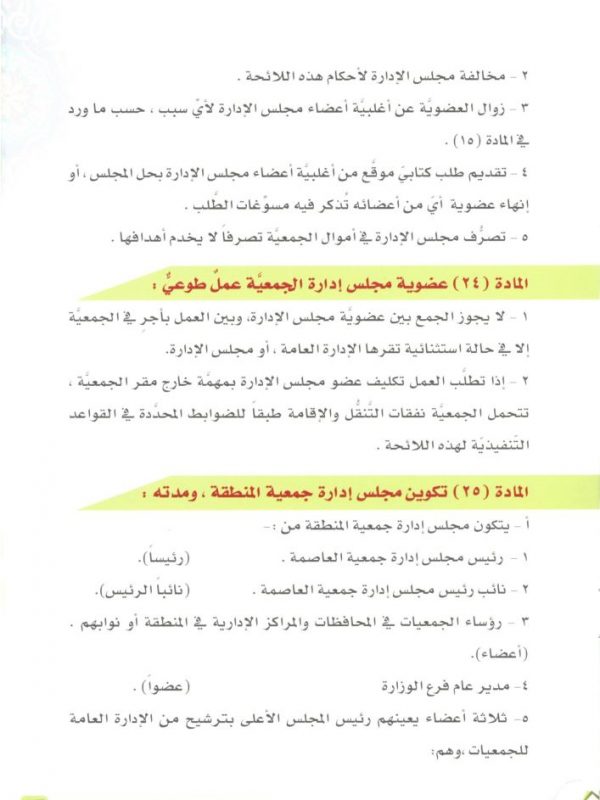 ٢ - مخالفة مجلس الإدارة لأحكام هذه اللائحة .
٣ - زوال العضويَّة عن أغلبيَّة أعضاء مجلس الإدارة لأيِّ سبب ، حسب ما ورد
في المادة (١٥) .
٤ - تقديم طلب كتابيّ موقَّع من أغلبيَّة أعضاء مجلس الإدارة بحل المجلس ، أو
إنهاء عضوية أيّ من أعضائه تُذكر فيه مسوِّغات الطَّلب .
٥ - تصرُّف مجلس الإدارة في أموال الجمعيَّة تصرفاً لا يخدم أهدافها .
المادة (٢٤) عضوية مجلس إدارة الجمعيَّة عملٌ طوعيٌّ :
١ - لا يجوز الجمع بين عضويَّة مجلس الإدارة، وبين العمل بأجرٍ في الجمعيَّة
إلا في حالة استثنائية تقرها الإدارة العامة ، أو مجلس الإدارة.
٢ - إذا تطلَّب العمل تكليف عضو مجلس الإدارة بمهمَّة خارج مقر الجمعيَّة ،
تتحمل الجمعيَّة نفقات التَّنقُّل والإقامة طبقاً للضوابط المحدَّدة في القواعد
التَّنفيذيّة لهذه اللائحة .
المادة (٢٥) تكوين مجلس إدارة جمعية المنطقة ، ومدته :
أ - يتكون مجلس إدارة جمعية المنطقة من :-
١ - رئيس مجلس إدارة جمعية العاصمة . (رئيساً).
٢ - نائب رئيس مجلس إدارة جمعية العاصمة . (نائباً الرئيس).
٣ - رؤساء الجمعيات في المحافظات والمراكز الإدارية في المنطقة أو نوابهم .
(أعضاء).
٤ - مدير عام فرع الوزارة (عضواً) .
٥ - ثلاثة أعضاء يعينهم رئيس المجلس الأعلى بترشيح من الإدارة العامة
للجمعيات ،وهم: